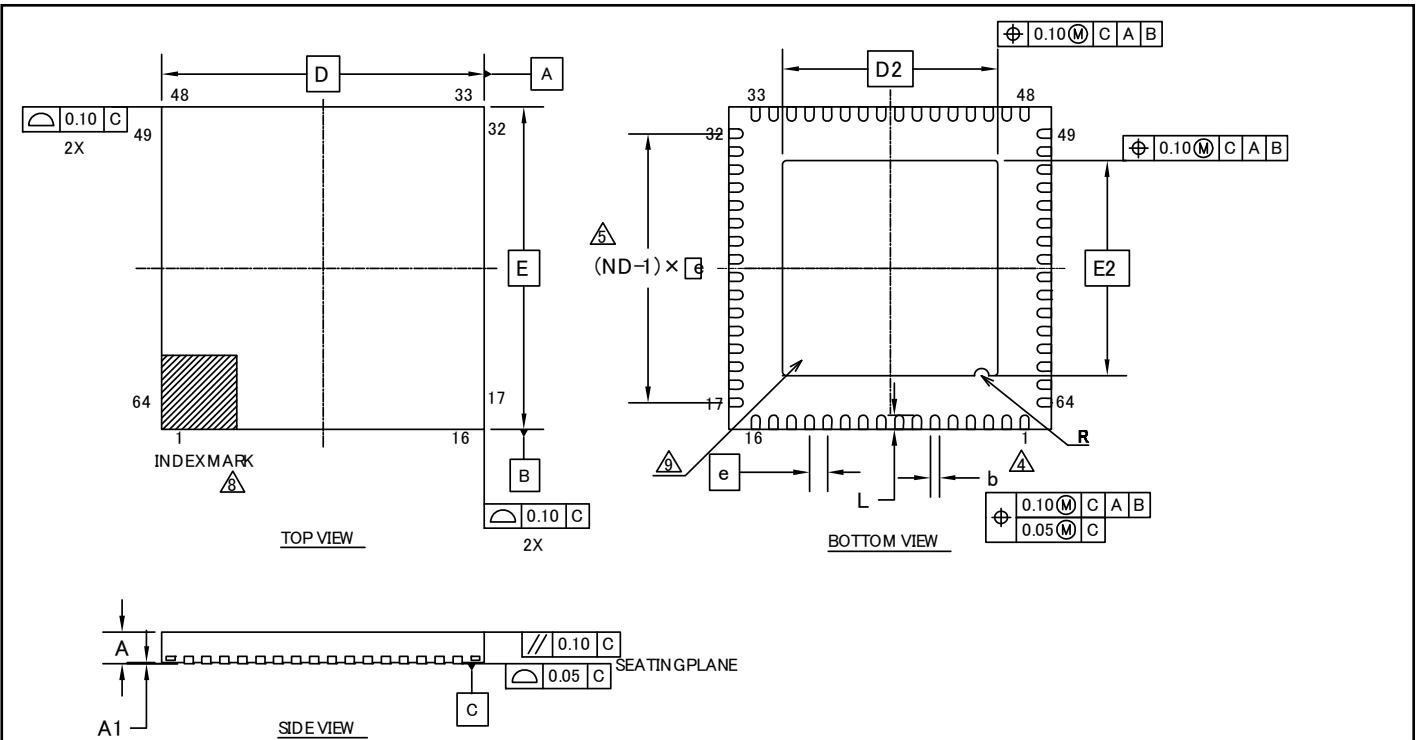 D
A
48
33
⌓ 0.10 C
2X
49
32
E
64
17
1
16
INDEXMARK
8
B
⌓ 0.10 C
2X
TOP VIEW
⌖ 0.10 Ⓜ C A B
D2
33
48
32
49
⌖ 0.10 Ⓜ C A B
5
(ND-1)× e
E2
17
64
16
1
R
9
e
L
b
4
⌖ 0.10 Ⓜ C A B
0.05 Ⓜ C
BOTTOM VIEW
A
// 0.10 C
SEATINGPLANE
⌓ 0.05 C
C
A1
SIDE VIEW